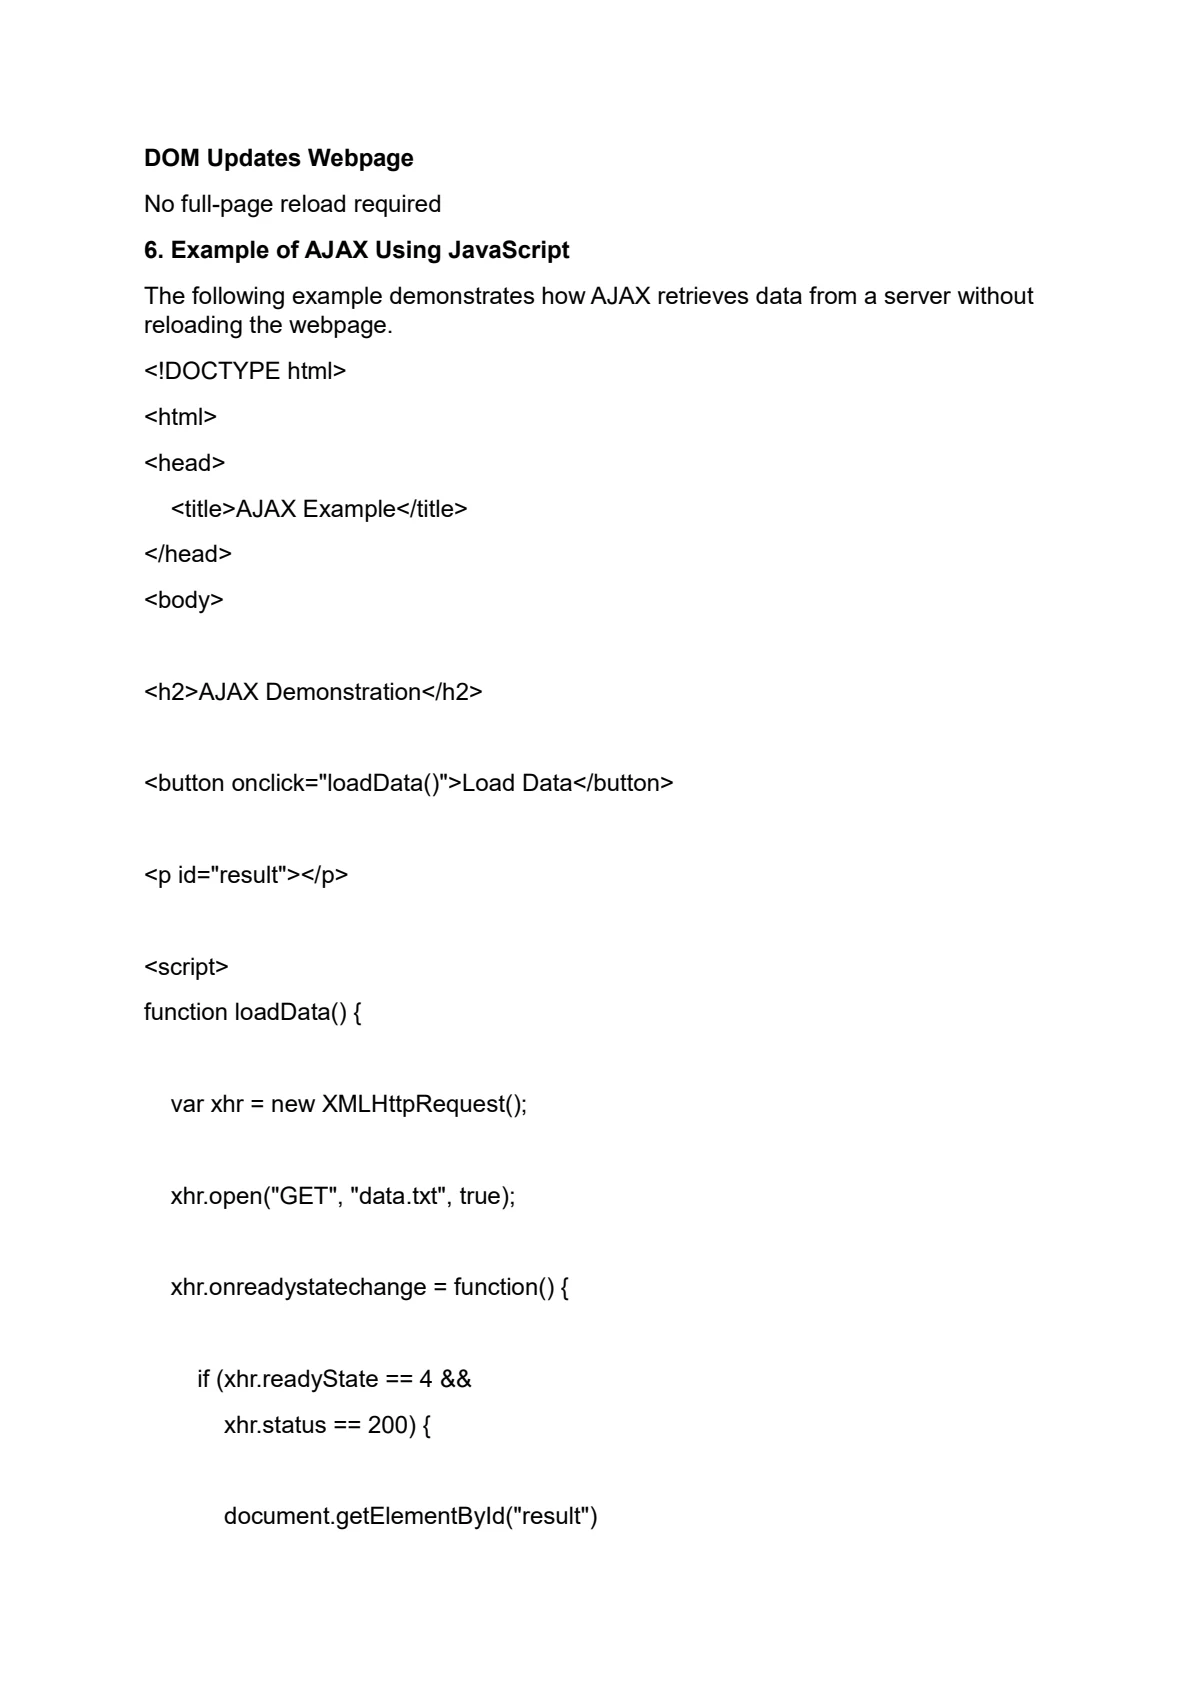 DOM Updates Webpage
No full-page reload required
6. Example of AJAX Using JavaScript
The following example demonstrates how AJAX retrieves data from a server without
reloading the webpage.
<!DOCTYPE html>
<html>
<head>
    <title>AJAX Example</title>
</head>
<body>
<h2>AJAX Demonstration</h2>
<button onclick="loadData()">Load Data</button>
<p id="result"></p>
<script>
function loadData() {
    var xhr = new XMLHttpRequest();
    xhr.open("GET", "data.txt", true);
    xhr.onreadystatechange = function() {
        if (xhr.readyState == 4 &&
            xhr.status == 200) {
            document.getElementById("result")